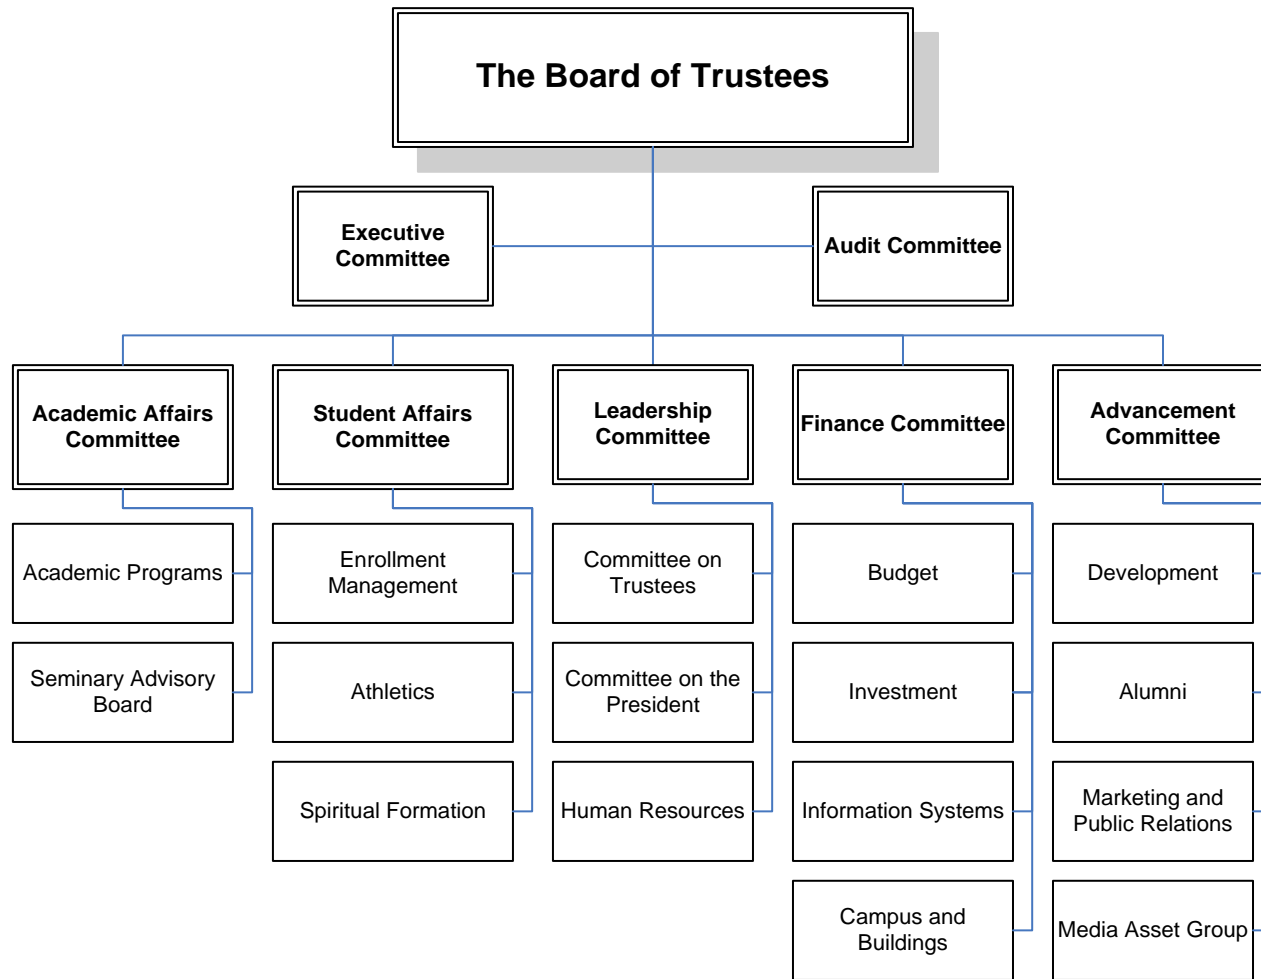 The Board of Trustees
Executive
Committee
Audit Committee
Academic Affairs
Committee
Student Affairs
Committee
Leadership
Committee
Finance Committee
Advancement
Committee
Academic Programs
Enrollment
Management
Committee on
Trustees
Budget
Development
Seminary Advisory
Board
Athletics
Committee on the
President
Investment
Alumni
Spiritual Formation
Human Resources
Information Systems
Marketing and
Public Relations
Campus and
Buildings
Media Asset Group